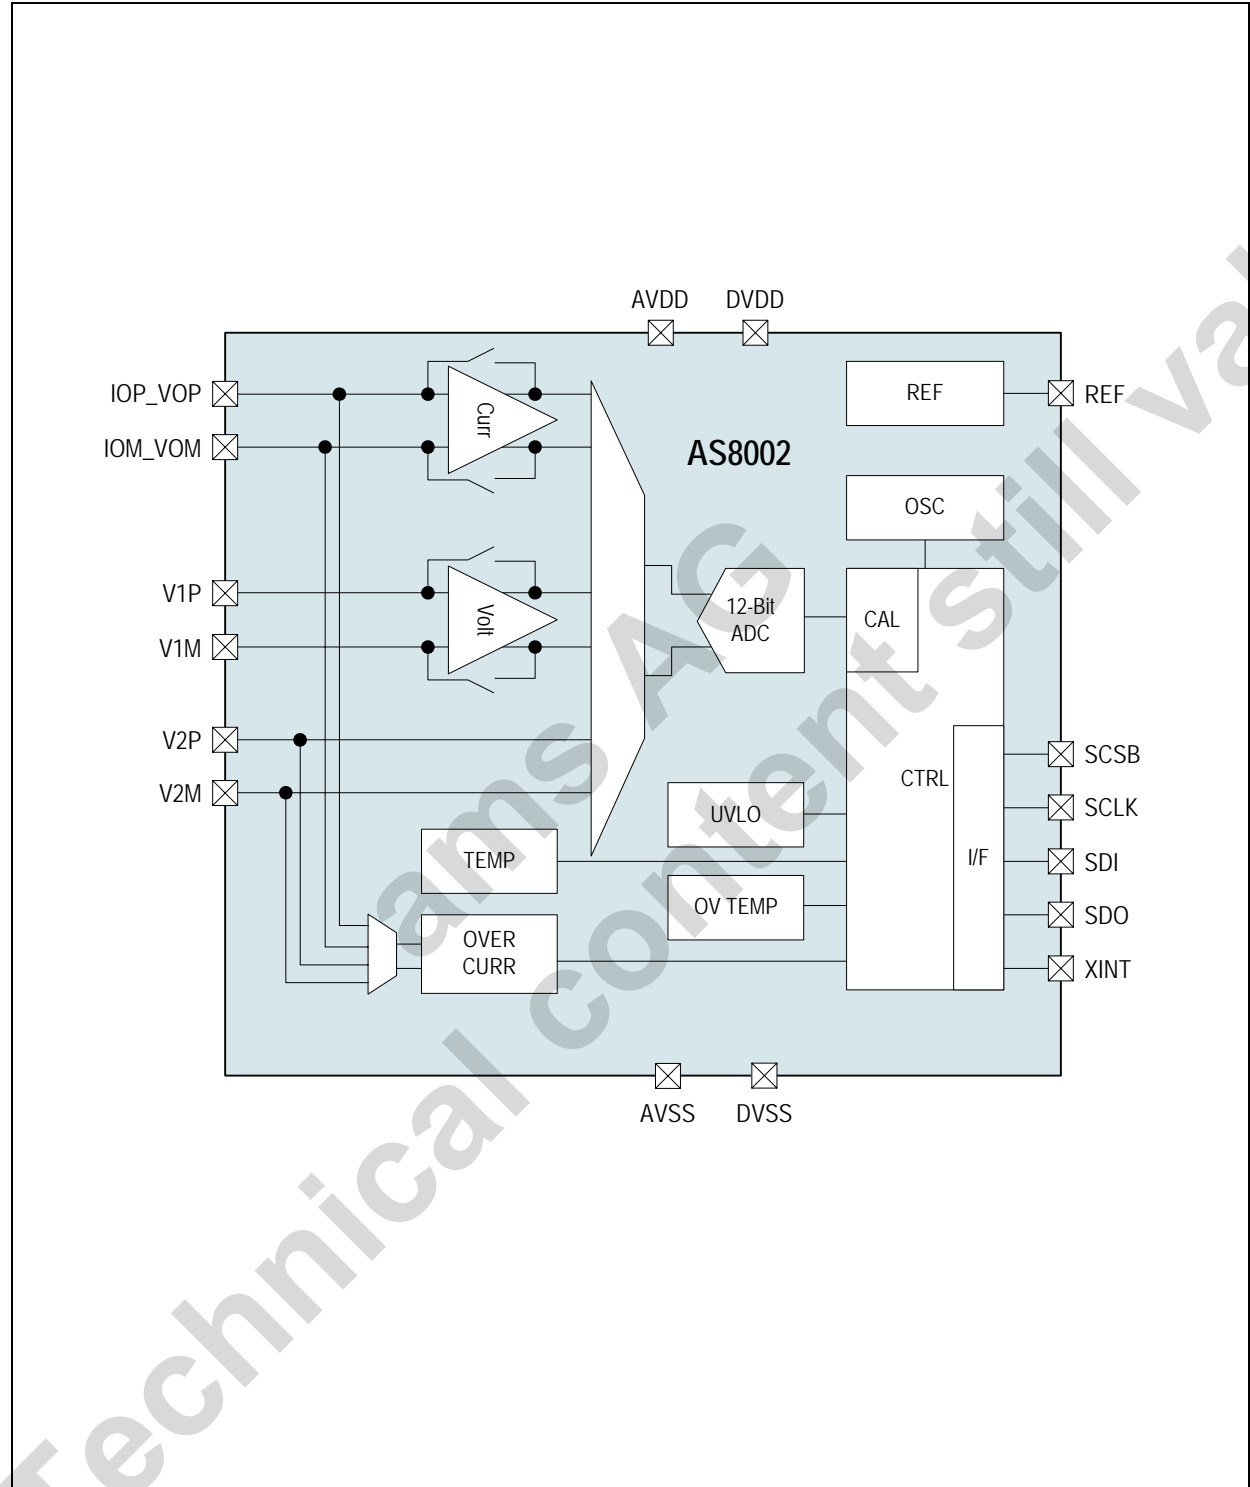 AVDD DVDD
IOP_VOP
REF
REF
Curr
IOM_VOM
AS8002
OSC
V1P
12-Bit
ADC
CAL
Volt
V1M
V2P
SCSB
CTRL
V2M
SCLK
UVLO
TEMP
I/F
SDI
OV TEMP
SDO
OVER
CURR
XINT
AVSS DVSS
ams AG
Technical content still val